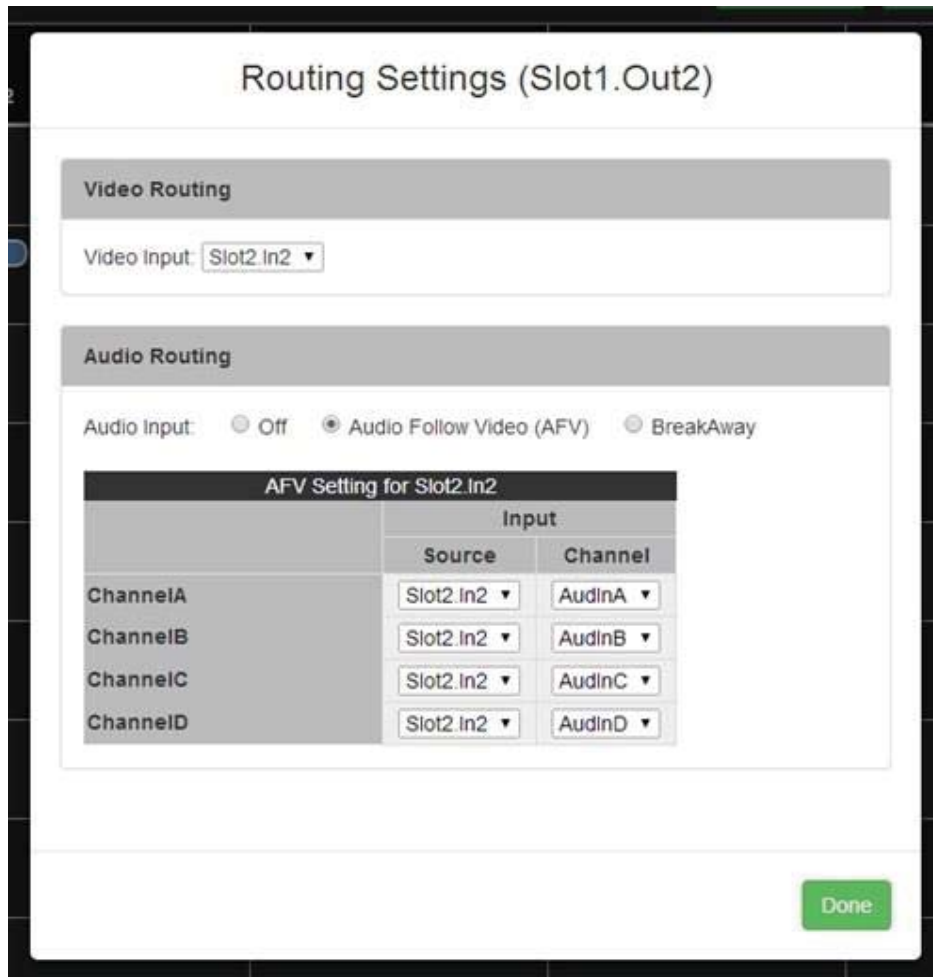 Routing Settings (Slot1.Out2)
2
Video Routing
Video Input: Slot2.In2
Audio Routing
Audio Input: Off Audio Follow Video (AFV) BreakAway
AFV Setting for Slot2.In2
Input
Source Channel
ChannelA Slot2.In2 AudInA
ChannelB Slot2.In2 AudInB
ChannelC Slot2.In2 AudInC
ChannelD Slot2.In2 AudInD
Done